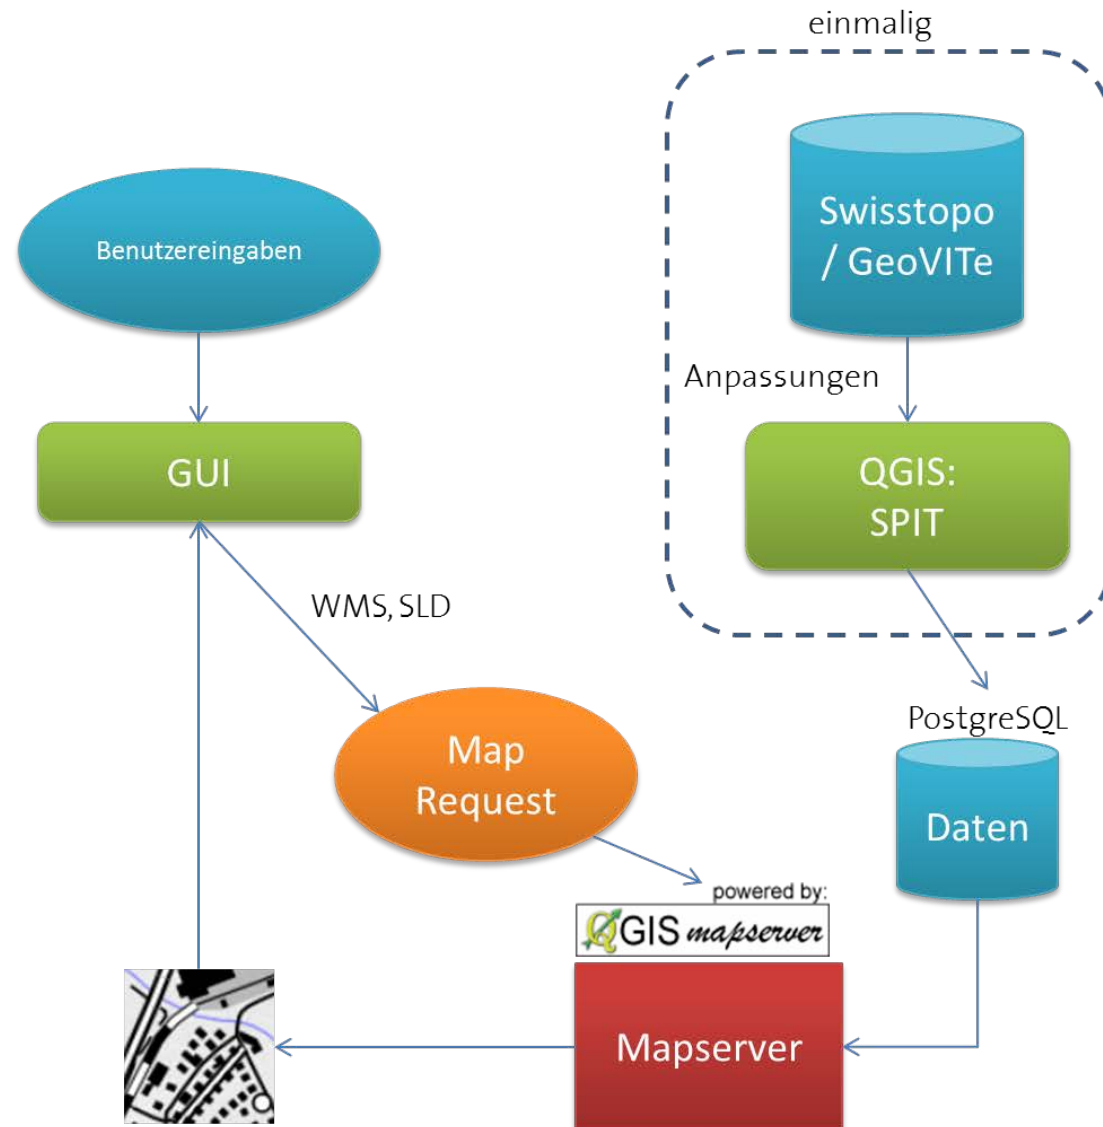 einmalig
Swisstopo
/ GeoVITe
Benutzereingaben
Anpassungen
GUI
QGIS:
SPIT
WMS, SLD
PostgreSQL
Map
Request
Daten
powered by:
QGIS mapserver
Mapserver